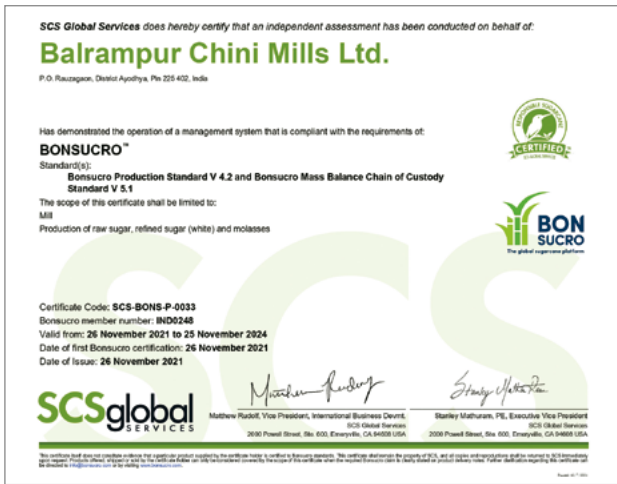 SCS Global Services does hereby certify that an independent assessment has been conducted on behalf of:
Balrampur Chini Mills Ltd.
P.O. Rauzagaon, District Ayodhya, Pin 225 402, India
Has demonstrated the operation of a management system that is compliant with the requirements of:
BONSUCRO™
Standard(s):
Bonsucro Production Standard V 4.2 and Bonsucro Mass Balance Chain of Custody
Standard V 5.1
The scope of this certificate shall be limited to:
Mill
Production of raw sugar, refined sugar (white) and molasses
RESPONSIBLE SUGARCANE
CERTIFIED
SCS GLOBAL SERVICES
BON
SUCRO
The global sugarcane platform
SCS
Certificate Code: SCS-BONS-P-0033
Bonsucro member number: IND0248
Valid from: 26 November 2021 to 25 November 2024
Date of first Bonsucro certification: 26 November 2021
Date of Issue: 26 November 2021
SCSglobal
SERVICES
Matthew Rudolf, Vice President, International Business Devmt.
SCS Global Services
2000 Powell Street, Ste. 600, Emeryville, CA 94608 USA
Stanley Mathuram, PE, Executive Vice President
SCS Global Services
2000 Powell Street, Ste. 600, Emeryville, CA 94608 USA